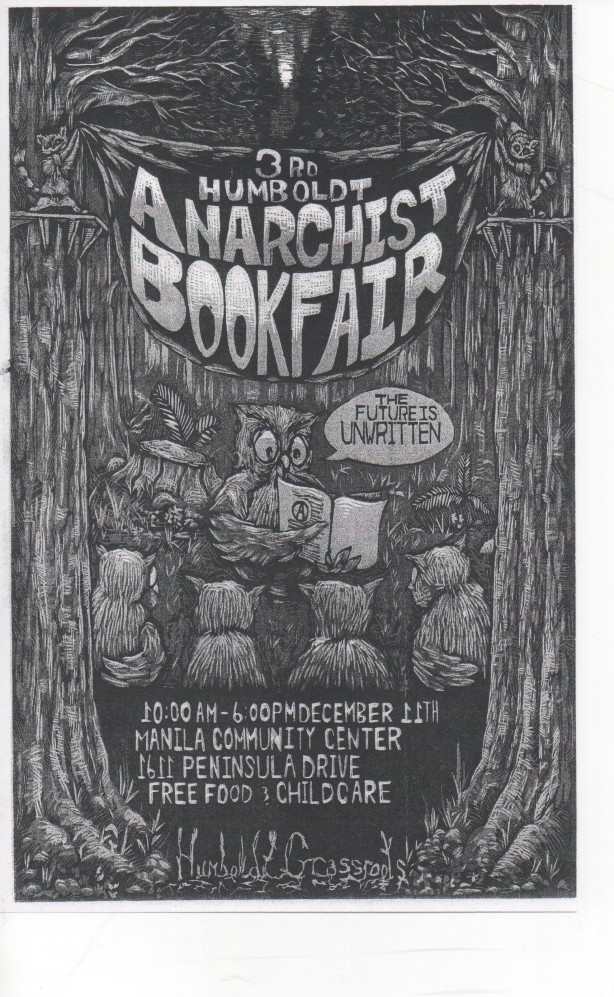 3RD
HUMBOLDT
ANARCHIST
BOOKFAIR
THE
FUTURE IS
UNWRITTEN
A
10:00 AM - 6:00PM DECEMBER 11TH
MANILA COMMUNITY CENTER
1611 PENINSULA DRIVE
FREE FOOD & CHILDCARE
Humboldt Grassroots